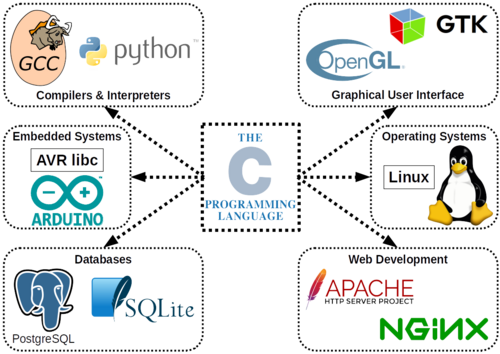 GCC
python™
Compilers & Interpreters
GTK
OpenGL®
Graphical User Interface
Embedded Systems
AVR libc
ARDUINO
THE
C
PROGRAMMING
LANGUAGE
Operating Systems
Linux
Databases
PostgreSQL
SQLite
Web Development
APACHE
HTTP SERVER PROJECT
NGINX